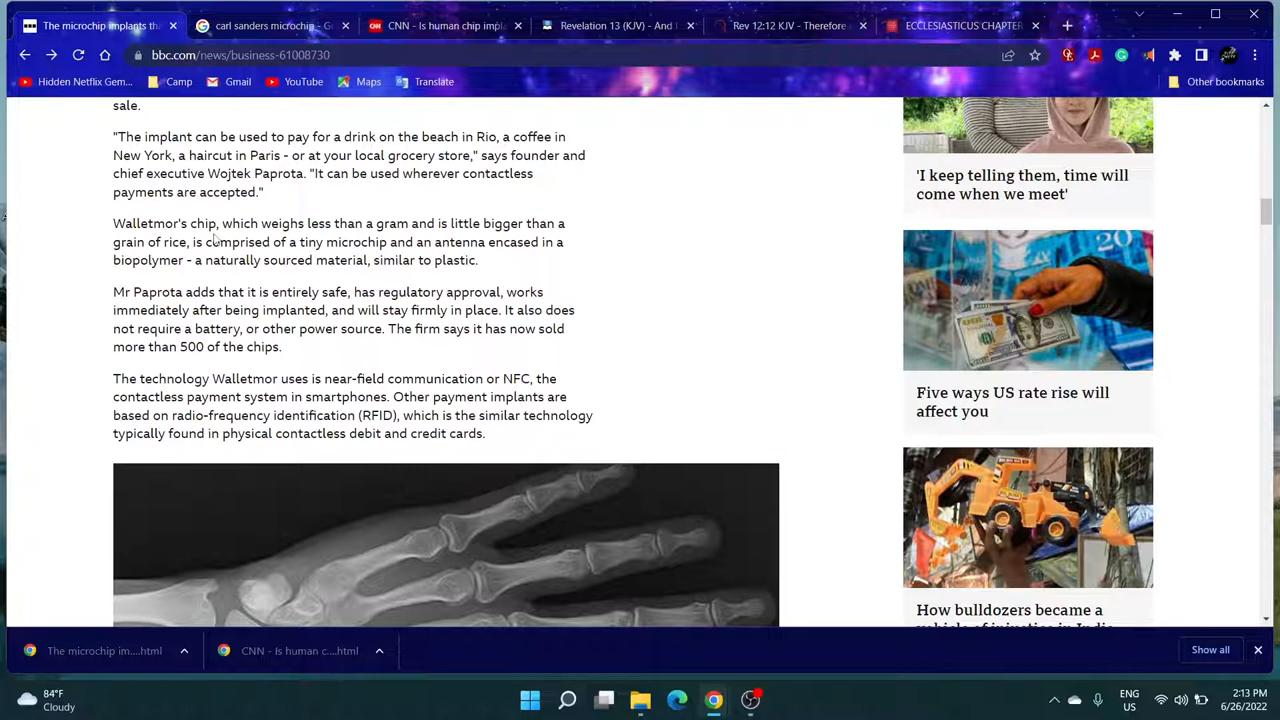 The microchip implants tha
carl sanders microchip - Go
CNN - Is human chip impla
Revelation 13 (KJV) - And I
Rev 12:12 KJV - Therefore
ECCLESIASTICUS CHAPTER
bbc.com/news/business-61008730
Hidden Netflix Gem...
Camp
Gmail
YouTube
Maps
Translate
Other bookmarks
sale.
"The implant can be used to pay for a drink on the beach in Rio, a coffee in
New York, a haircut in Paris - or at your local grocery store," says founder and
chief executive Wojtek Paprota. "It can be used wherever contactless
payments are accepted."
Walletmor's chip, which weighs less than a gram and is little bigger than a
grain of rice, is comprised of a tiny microchip and an antenna encased in a
biopolymer - a naturally sourced material, similar to plastic.
Mr Paprota adds that it is entirely safe, has regulatory approval, works
immediately after being implanted, and will stay firmly in place. It also does
not require a battery, or other power source. The firm says it has now sold
more than 500 of the chips.
The technology Walletmor uses is near-field communication or NFC, the
contactless payment system in smartphones. Other payment implants are
based on radio-frequency identification (RFID), which is the similar technology
typically found in physical contactless debit and credit cards.
'I keep telling them, time will
come when we meet'
Five ways US rate rise will
affect you
How bulldozers became a
vehicle of injustice in India
The microchip im....html
CNN - Is human c....html
Show all
84°F
Cloudy
ENG
US
2:13 PM
6/26/2022